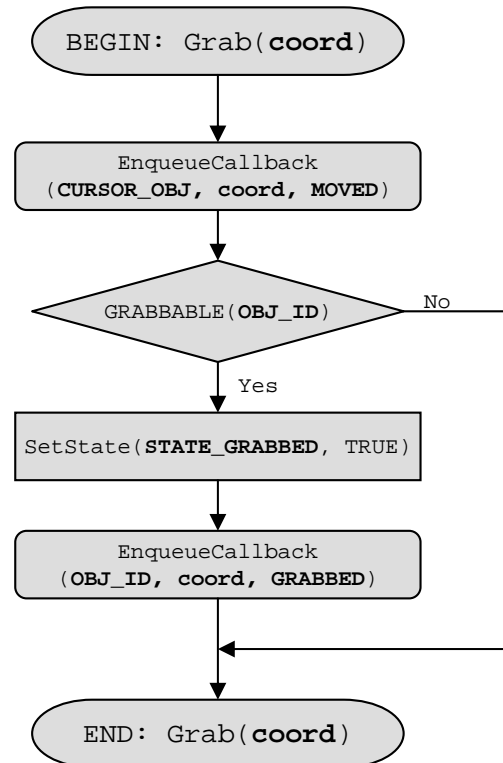 BEGIN: Grab(coord)
EnqueueCallback
(CURSOR_OBJ, coord, MOVED)
GRABBABLE(OBJ_ID)
No
Yes
SetState(STATE_GRABBED, TRUE)
EnqueueCallback
(OBJ_ID, coord, GRABBED)
END: Grab(coord)